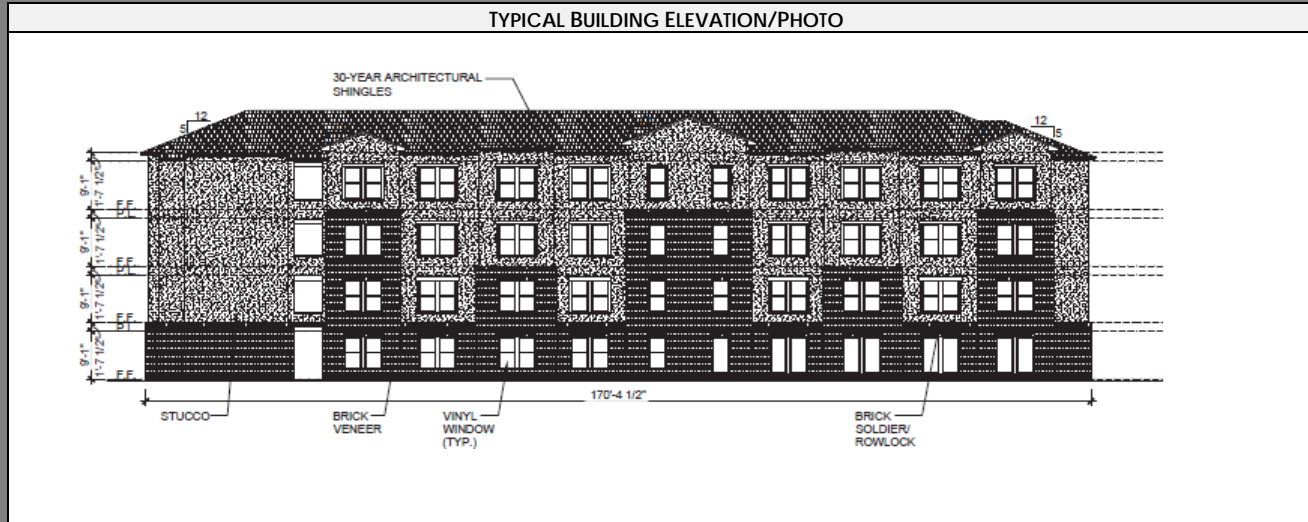 TYPICAL BUILDING ELEVATION/PHOTO
30-YEAR ARCHITECTURAL
SHINGLES
12
5
12
5
9'-1"
1'-7 1/2"
F.F.
9'-1"
1'-7 1/2"
F.F.
9'-1"
1'-7 1/2"
F.F.
9'-1"
1'-7 1/2"
F.F.
170'-4 1/2"
STUCCO
BRICK
VENEER
VINYL
WINDOW
(TYP.)
BRICK
SOLDIER/
ROWLOCK